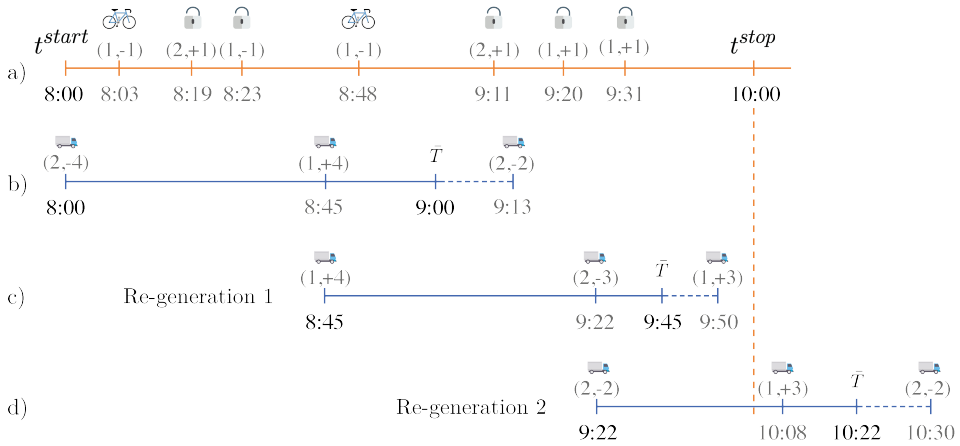 t^start (1,-1) (2,+1) (1,-1) (1,-1) (2,+1) (1,+1) (1,+1) t^stop
a)
8:00 8:03 8:19 8:23 8:48 9:11 9:20 9:31 10:00
(2,-4) (1,+4) T̄ (2,-2)
b)
8:00 8:45 9:00 9:13
(1,+4) (2,-3) T̄ (1,+3)
c) Re-generation 1
8:45 9:22 9:45 9:50
(2,-2) (1,+3) T̄ (2,-2)
d) Re-generation 2
9:22 10:08 10:22 10:30